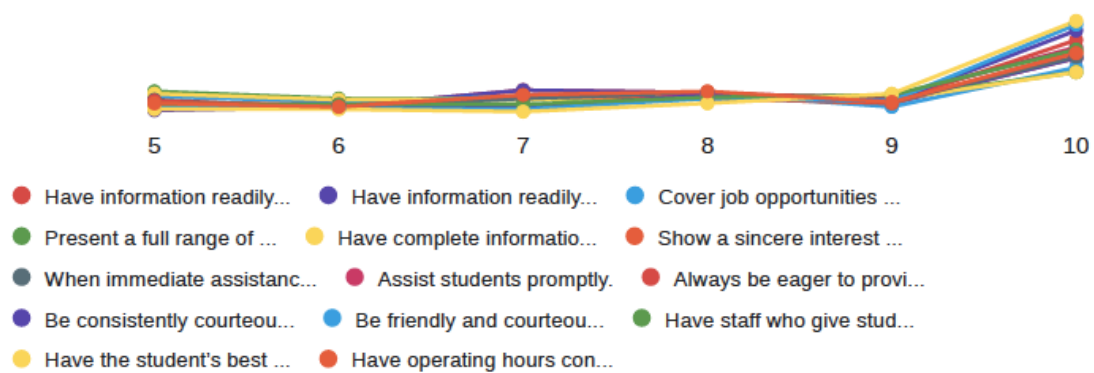 5 6 7 8 9 10
Have information readily... Have information readily... Cover job opportunities ...
Present a full range of ... Have complete informatio... Show a sincere interest ...
When immediate assistanc... Assist students promptly. Always be eager to provi...
Be consistently courteou... Be friendly and courteou... Have staff who give stud...
Have the student's best ... Have operating hours con...